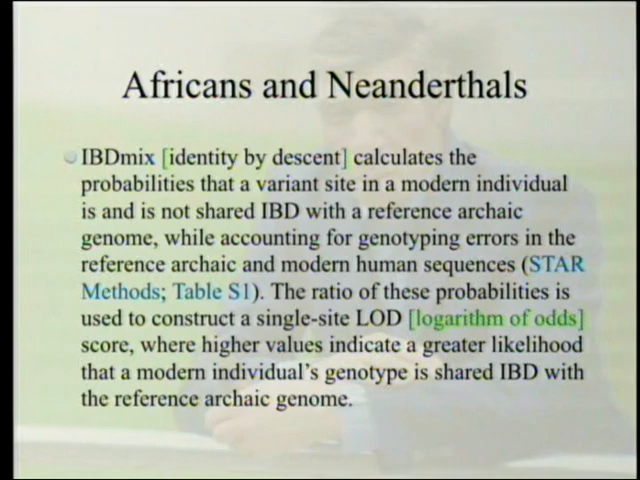 Africans and Neanderthals
IBDmix [identity by descent] calculates the
probabilities that a variant site in a modern individual
is and is not shared IBD with a reference archaic
genome, while accounting for genotyping errors in the
reference archaic and modern human sequences (STAR
Methods; Table S1). The ratio of these probabilities is
used to construct a single-site LOD [logarithm of odds]
score, where higher values indicate a greater likelihood
that a modern individual’s genotype is shared IBD with
the reference archaic genome.